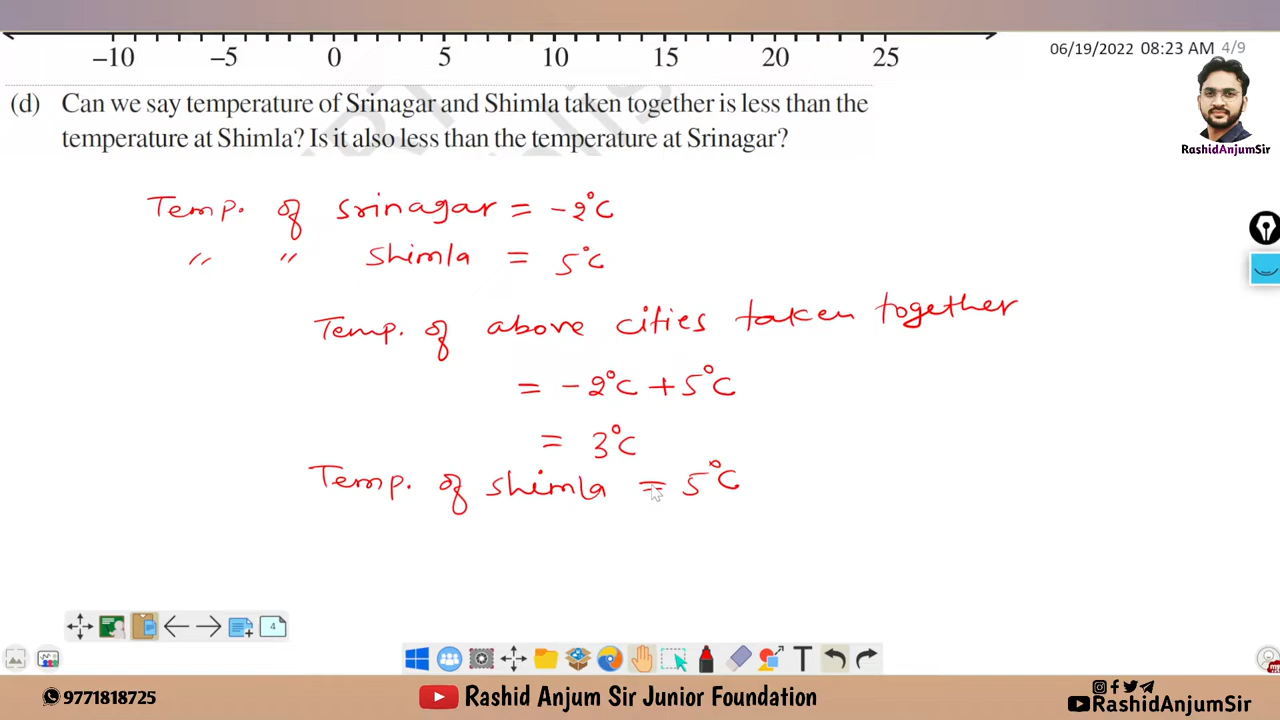 -10 -5 0 5 10 15 20 25
06/19/2022 08:23 AM 4/9
(d) Can we say temperature of Srinagar and Shimla taken together is less than the
temperature at Shimla? Is it also less than the temperature at Srinagar?
RashidAnjumSir
Temp. of srinagar = -2°C
〃 〃 shimla = 5°C
Temp. of above cities taken together
= -2°C + 5°C
= 3°C
Temp. of shimla = 5°C
4
T
9771818725
Rashid Anjum Sir Junior Foundation
RashidAnjumSir